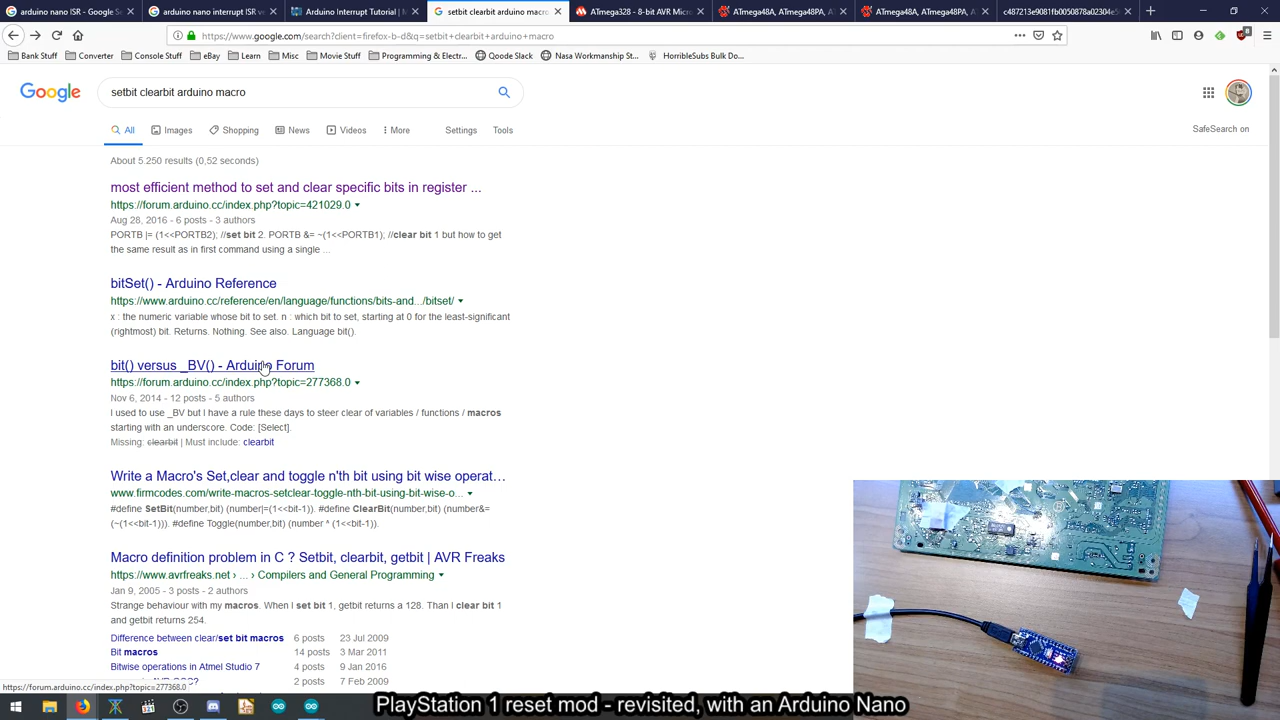 arduino nano ISR - Google S
arduino nano interrupt ISR v
Arduino Interrupt Tutorial | M
setbit clearbit arduino macro
ATmega328 - 8-bit AVR Micro
ATmega48A, ATmega48PA, A
ATmega48A, ATmega48PA, A
c487213e9081fb0050878a02304e5
https://www.google.com/search?client=firefox-b-d&q=setbit+clearbit+arduino+macro
8
Bank Stuff
Converter
Console Stuff
eBay
Learn
Misc
Movie Stuff
Programming & Electr...
Qoode Slack
Nasa Workmanship St...
HorribleSubs Bulk Do...
Google
setbit clearbit arduino macro
All
Images
Shopping
News
Videos
More
Settings
Tools
SafeSearch on
About 5.250 results (0,52 seconds)
most efficient method to set and clear specific bits in register ...
https://forum.arduino.cc/index.php?topic=421029.0
Aug 28, 2016 - 6 posts - 3 authors
PORTB |= (1<<PORTB2); //set bit 2. PORTB &= ~(1<<PORTB1); //clear bit 1 but how to get
the same result as in first command using a single ...
bitSet() - Arduino Reference
https://www.arduino.cc/reference/en/language/functions/bits-and.../bitset/
x : the numeric variable whose bit to set. n : which bit to set, starting at 0 for the least-significant
(rightmost) bit. Returns. Nothing. See also. Language bit().
bit() versus _BV() - Arduino Forum
https://forum.arduino.cc/index.php?topic=277368.0
Nov 6, 2014 - 12 posts - 5 authors
I used to use _BV but I have a rule these days to steer clear of variables / functions / macros
starting with an underscore. Code: [Select].
Missing: clearbit | Must include: clearbit
Write a Macro's Set,clear and toggle n'th bit using bit wise operat...
www.firmcodes.com/write-macros-setclear-toggle-nth-bit-using-bit-wise-o...
#define SetBit(number,bit) (number|=(1<<bit-1)). #define ClearBit(number,bit) (number&=
(~(1<<bit-1))). #define Toggle(number,bit) (number ^ (1<<bit-1)).
Macro definition problem in C ? Setbit, clearbit, getbit | AVR Freaks
https://www.avrfreaks.net › ... › Compilers and General Programming
Jan 9, 2005 - 3 posts - 2 authors
Strange behaviour with my macros. When I set bit 1, getbit returns a 128. Than I clear bit 1
and getbit returns 254.
Difference between clear/set bit macros 6 posts 23 Jul 2009
Bit macros 14 posts 3 Mar 2011
Bitwise operations in Atmel Studio 7 4 posts 9 Jan 2016
2 posts 7 Feb 2009
https://forum.arduino.cc/index.php?topic=277368.0
PlayStation 1 reset mod - revisited, with an Arduino Nano